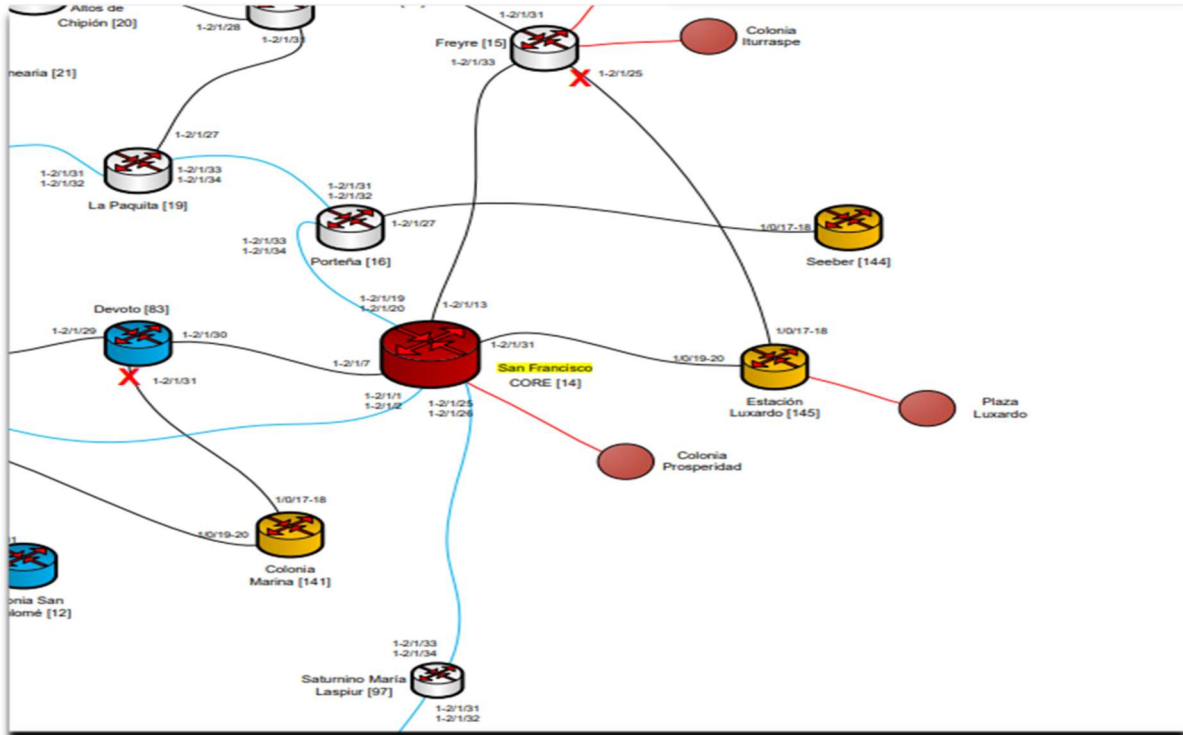 Altos de
Chipión [20]
1-2/1/28
1-2/1/31
1-2/1/31
Freyre [15]
1-2/1/33
1-2/1/25
Colonia
Iturraspe
nearia [21]
1-2/1/27
1-2/1/31
1-2/1/32
1-2/1/33
1-2/1/34
La Paquita [19]
1-2/1/31
1-2/1/32
1-2/1/27
1-2/1/33
1-2/1/34
Porteña [16]
1/0/17-18
Seeber [144]
Devoto [83]
1-2/1/29
1-2/1/30
1-2/1/31
1-2/1/19
1-2/1/20
1-2/1/13
1-2/1/7
1-2/1/31
San Francisco
CORE [14]
1-2/1/1
1-2/1/2
1-2/1/25
1-2/1/26
1/0/17-18
1/0/19-20
Estación
Luxardo [145]
Plaza
Luxardo
Colonia
Prosperidad
1/0/17-18
1/0/19-20
Colonia
Marina [141]
onia San
lomé [12]
1-2/1/33
1-2/1/34
Saturnino María
Laspiur [97]
1-2/1/31
1-2/1/32